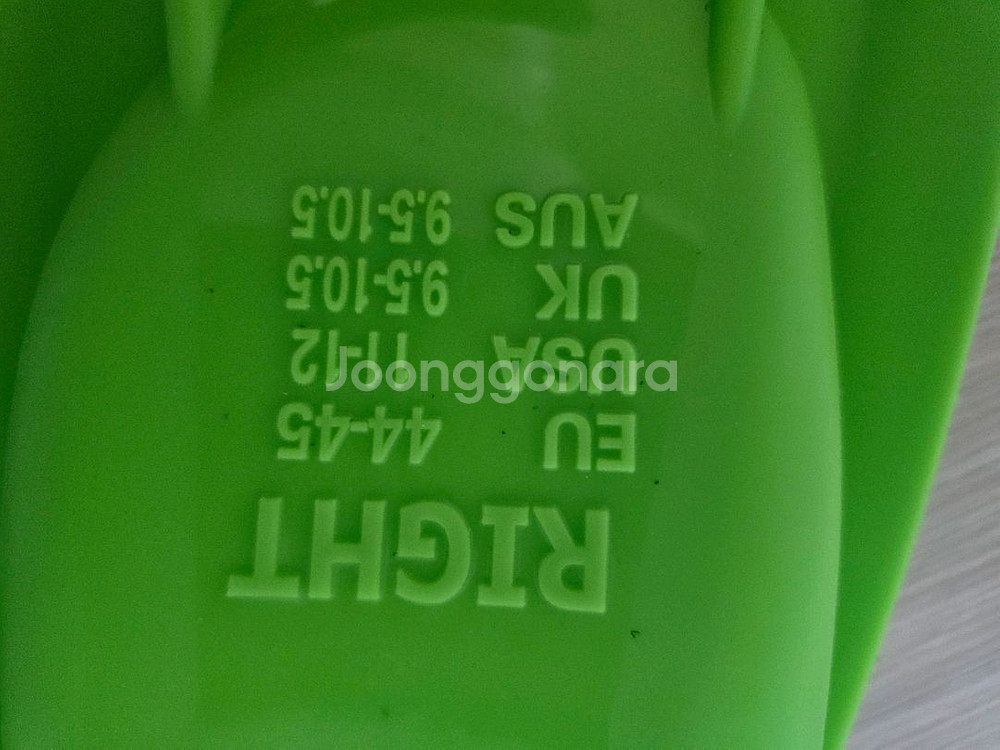 RIGHT
EU 44-45
USA 11-12
UK 9.5-10.5
AUS 9.5-10.5
Joonggonara